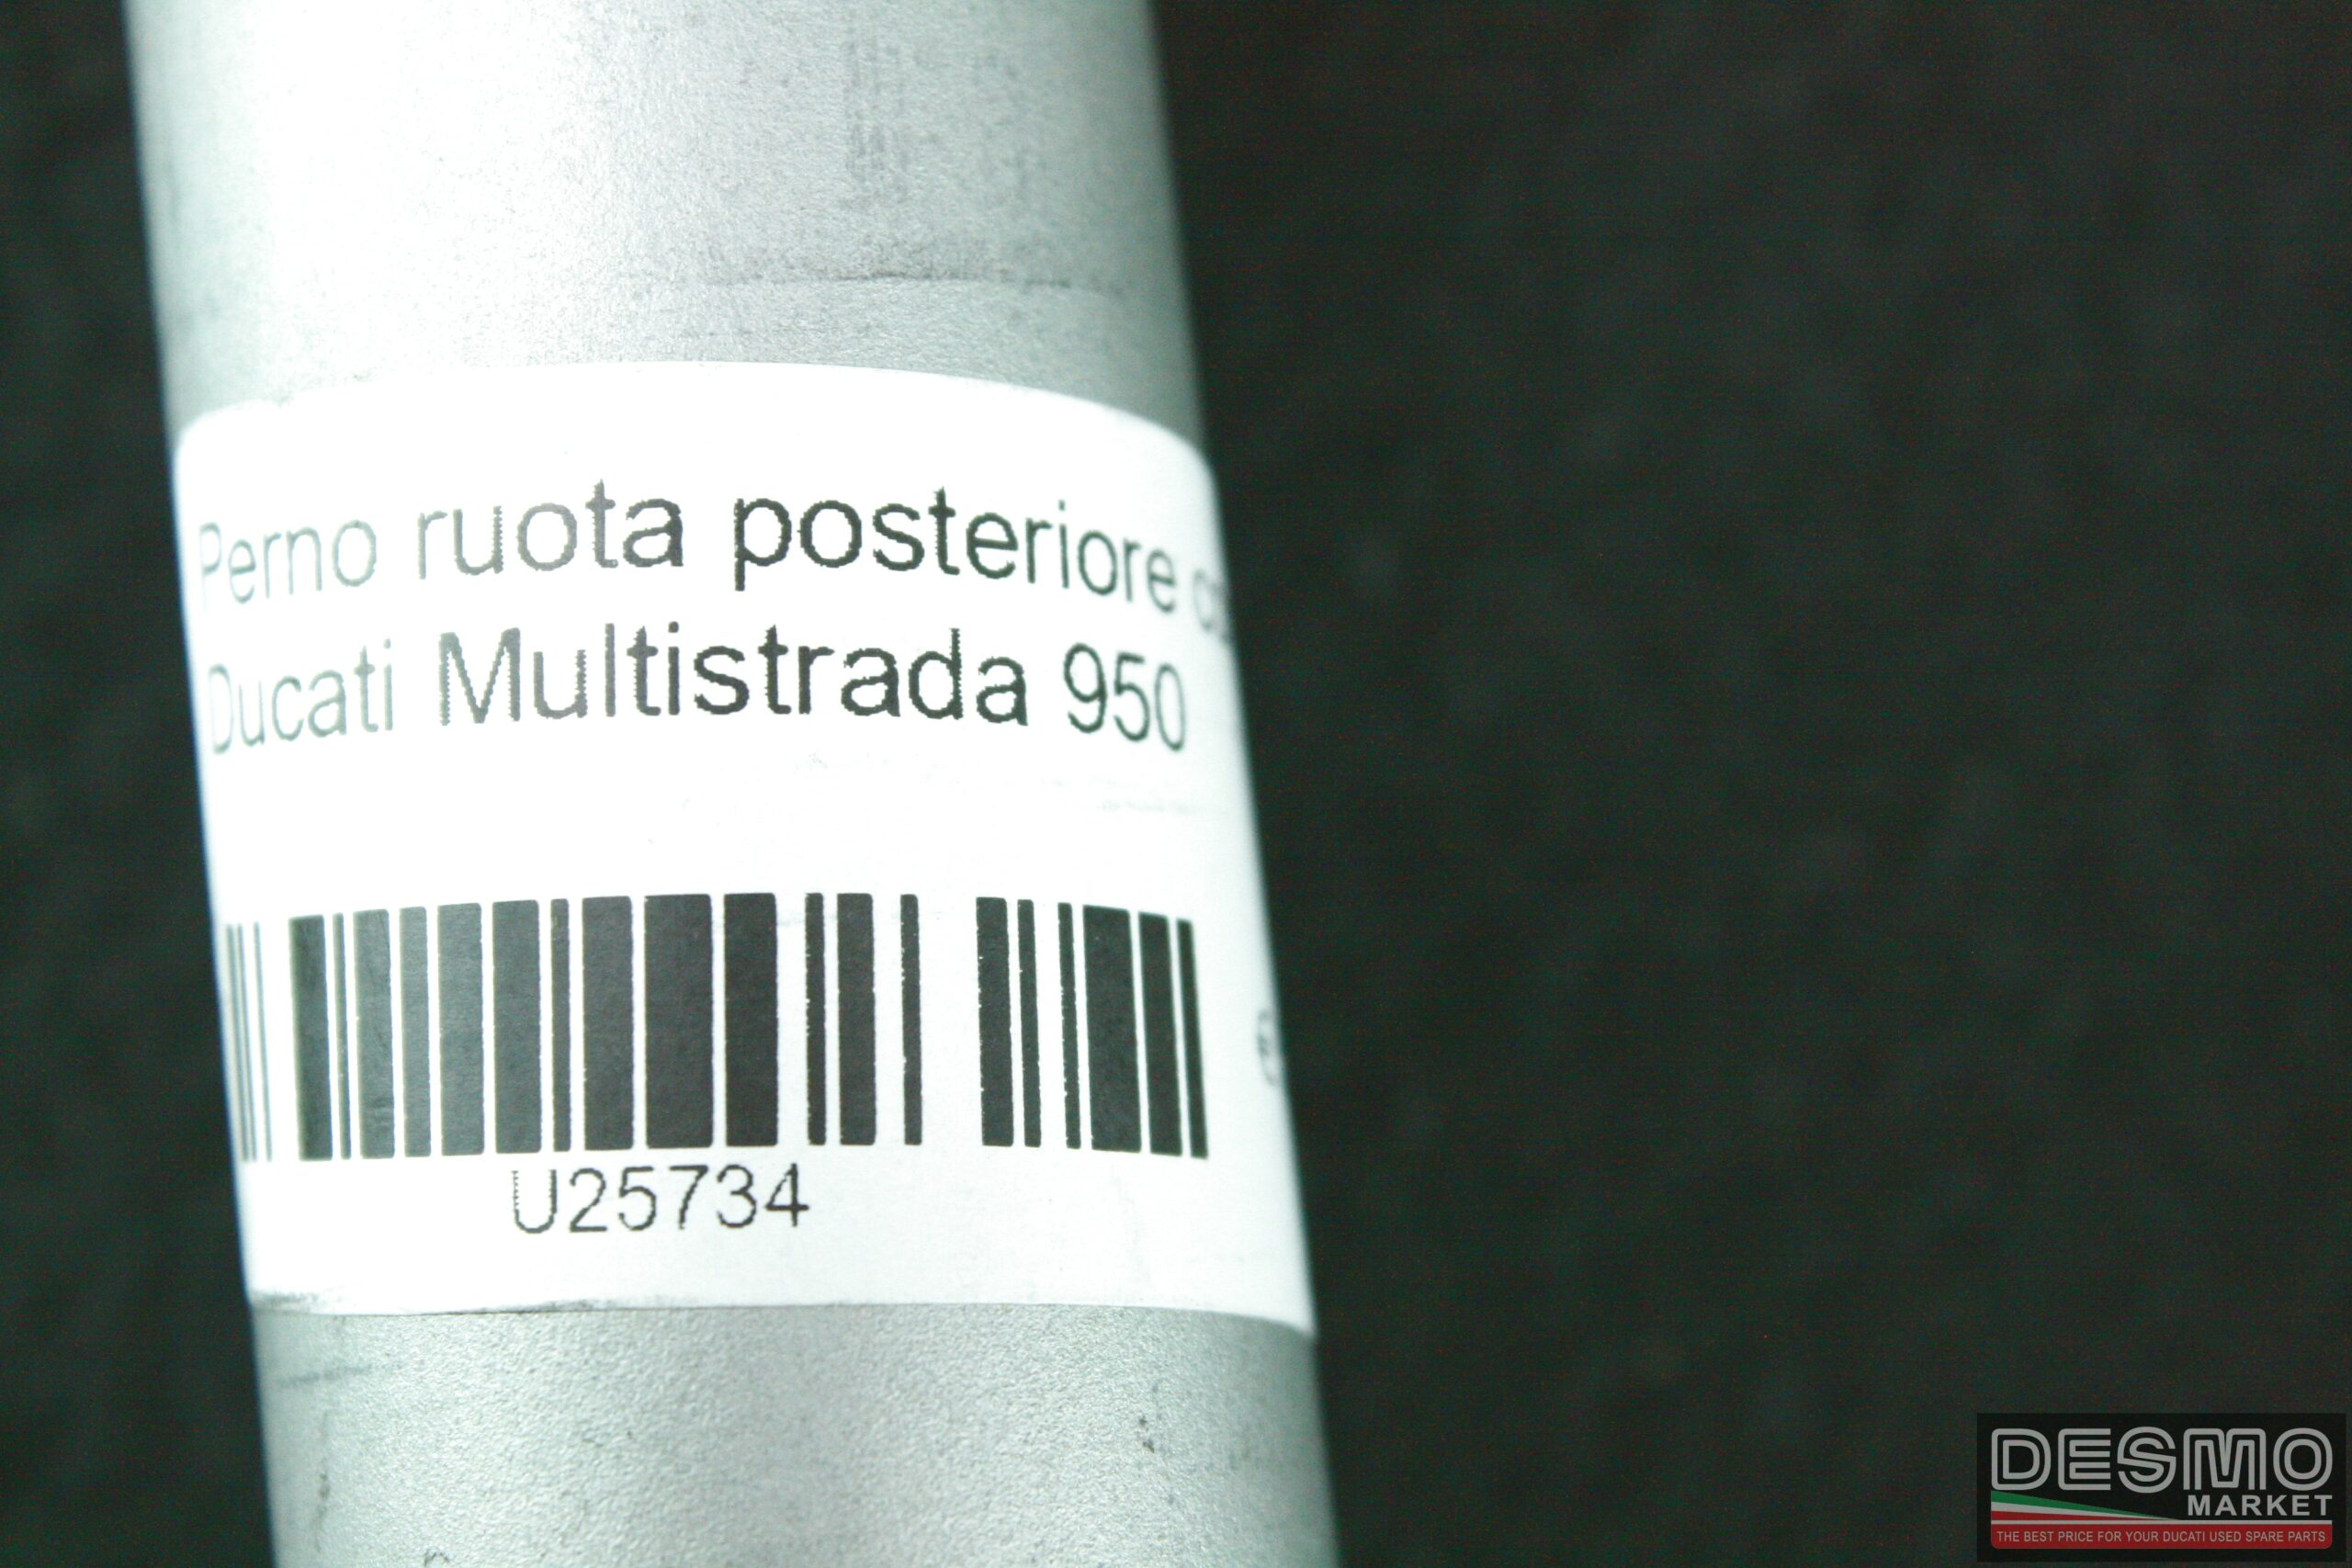 Perno ruota posteriore
Ducati Multistrada 950
U25734
DESMO
MARKET
THE BEST PRICE FOR YOUR DUCATI USED SPARE PARTS